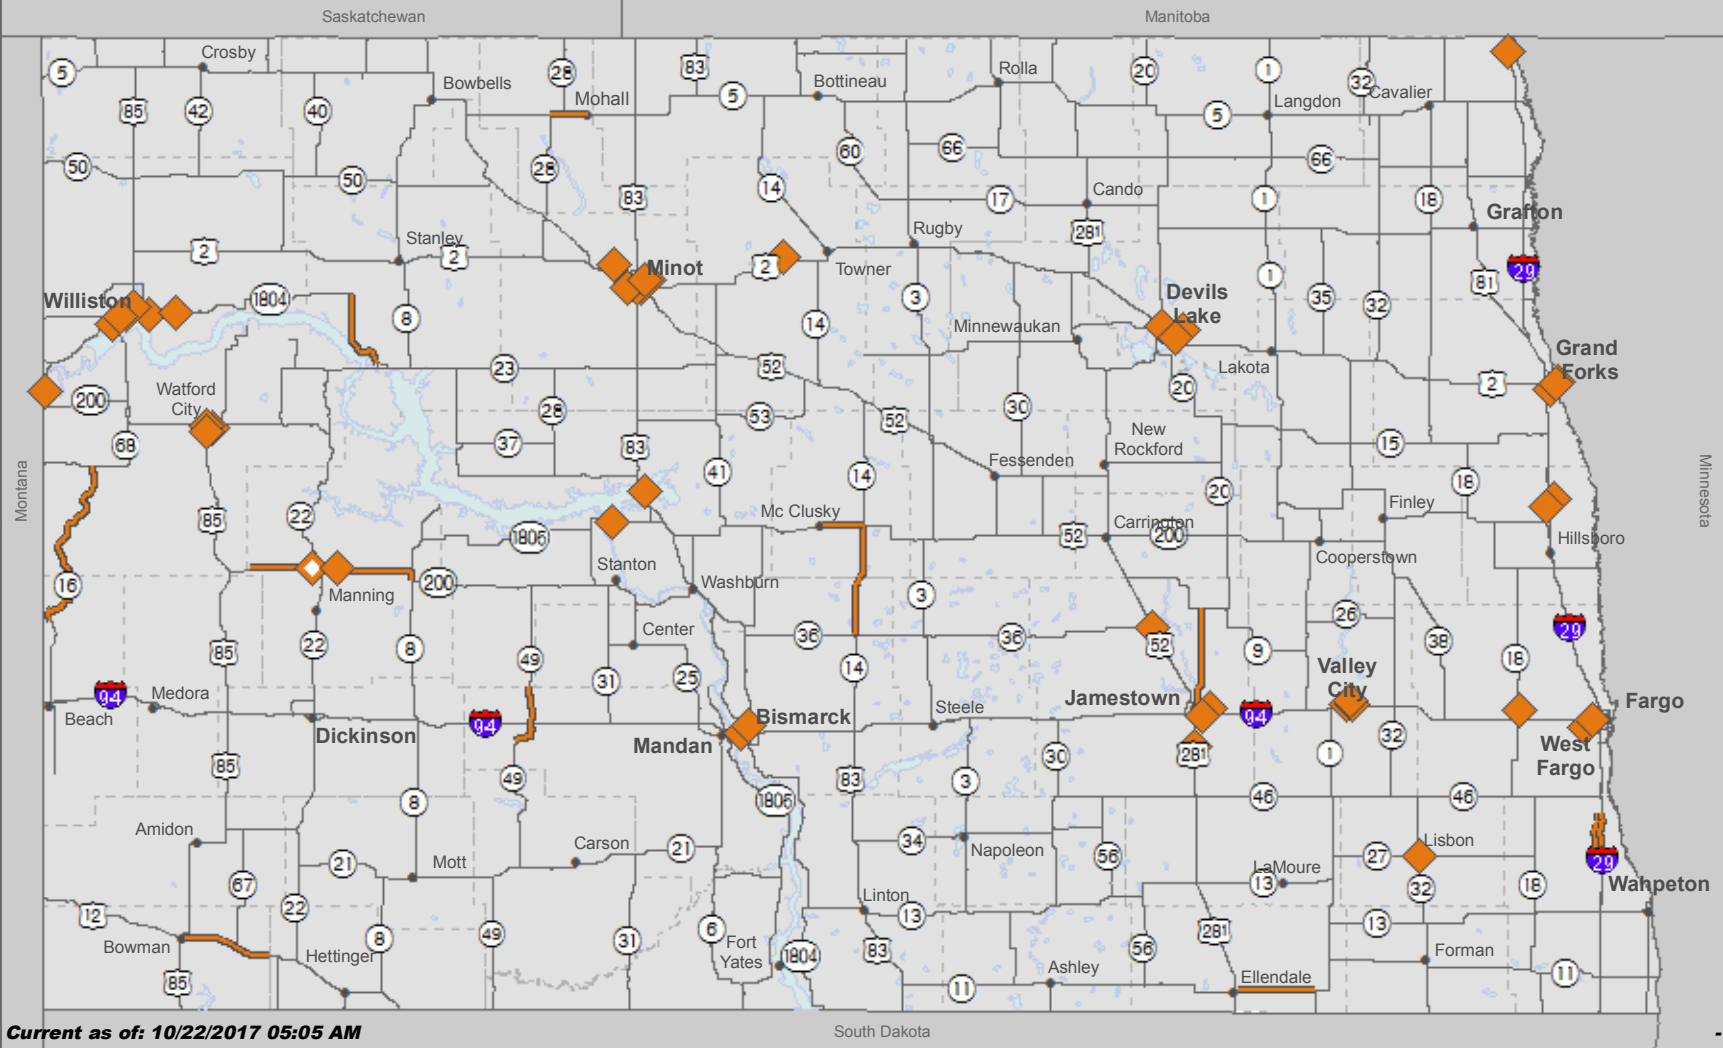 Saskatchewan
Manitoba
Crosby
5
85
42
40
Bowbells
28
Mohall
83
5
Bottineau
Rolla
20
1
32
Cavalier
Langdon
5
50
50
28
83
60
14
66
17
Cando
281
66
1
18
Grafton
29
2
Stanley
2
Minot
2
Towner
Rugby
3
1
35
32
81
Williston
1804
8
14
Minnewaukan
Devils
Lake
Grand
Forks
Watford
City
200
68
23
28
37
52
53
83
52
30
20
Lakota
2
New
Rockford
15
Montana
Minnesota
85
22
41
14
Fessenden
20
18
Finley
1806
Mc Clusky
52
Carrington
200
Cooperstown
Hillsboro
16
Manning
200
Stanton
Washburn
3
26
38
29
85
22
8
49
Center
31
25
36
14
36
52
9
Valley
City
18
94
Medora
Beach
Dickinson
94
Bismarck
Mandan
Steele
Jamestown
94
Fargo
West
Fargo
85
49
83
3
30
281
1
32
8
1806
46
46
Amidon
21
Mott
Carson
21
34
Napoleon
56
LaMoure
13
27
Lisbon
32
18
29
Wahpeton
67
22
12
Bowman
85
Hettinger
8
49
31
6
Fort
Yates
1804
Linton
13
83
11
Ashley
56
281
Ellendale
13
Forman
11
Current as of: 10/22/2017 05:05 AM
South Dakota
-